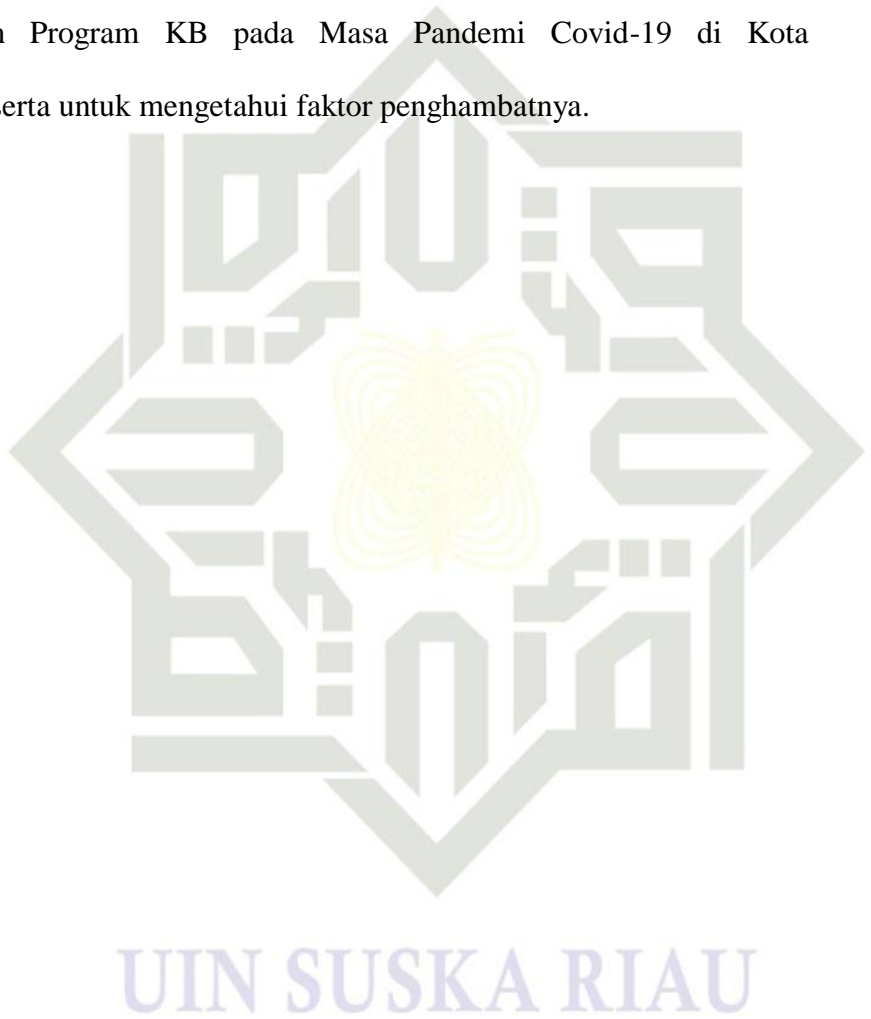 Program KB pada Masa Pandemi Covid-19 di Kota
serta untuk mengetahui faktor penghambatnya.
UIN SUSKA RIAU